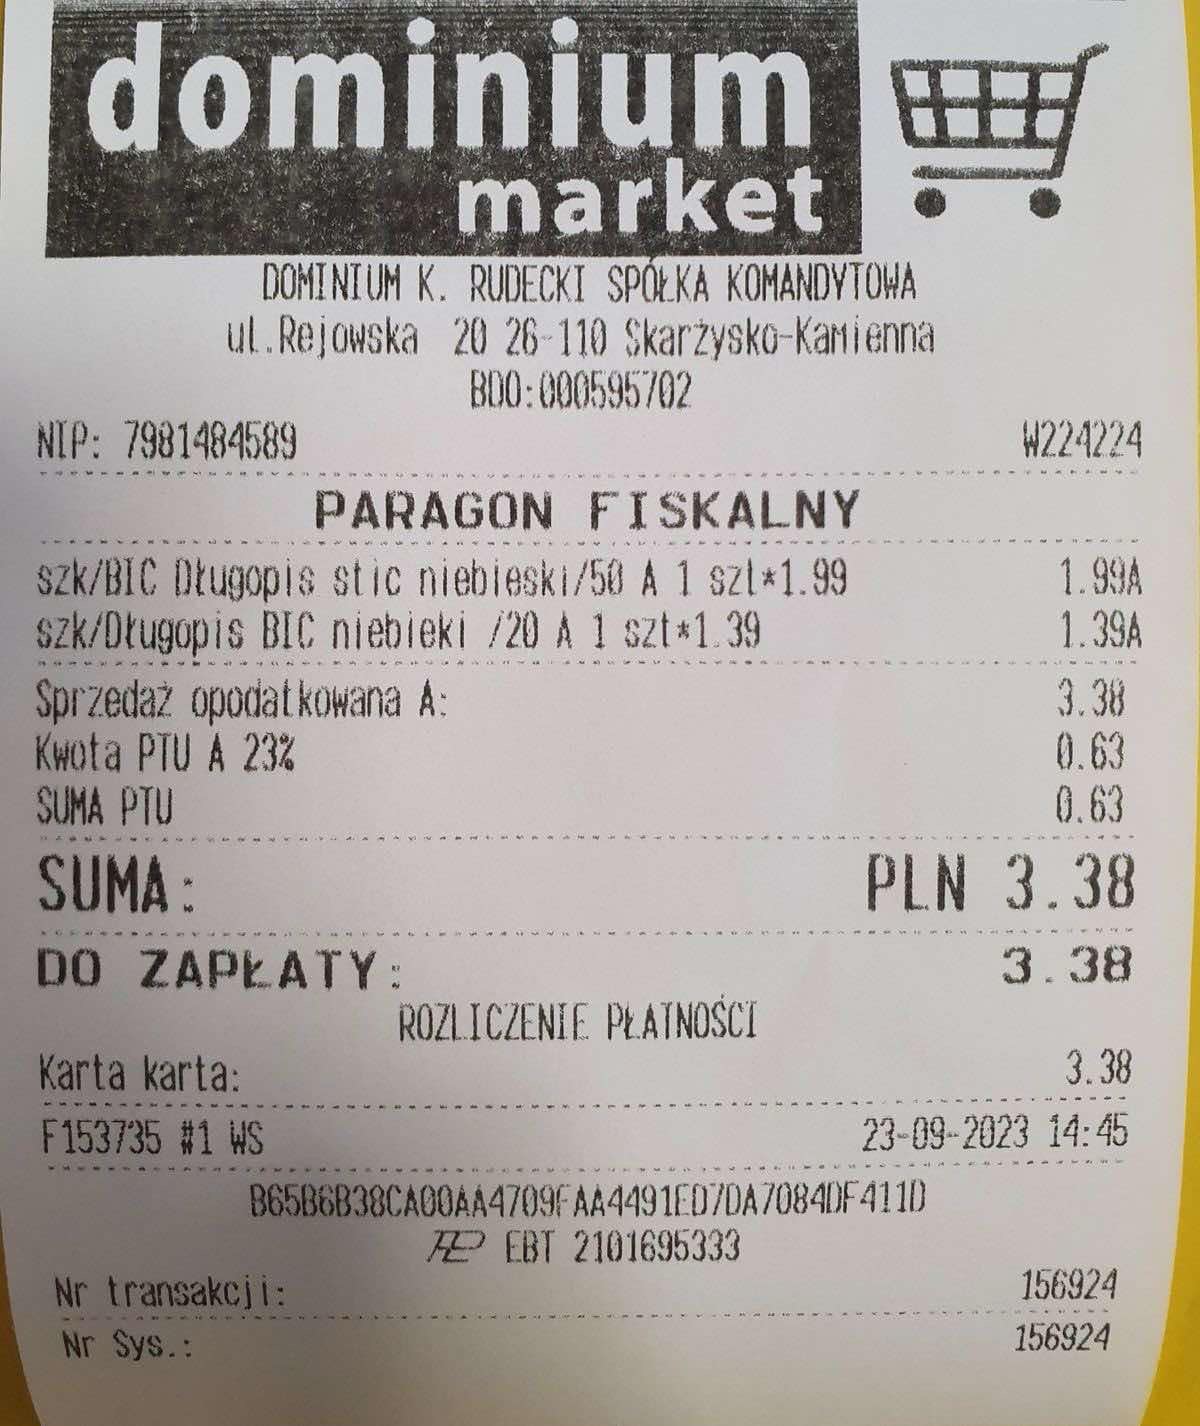 dominium
market
DOMINIUM K. RUDECKI SPÓŁKA KOMANDYTOWA
ul.Rejowska 20 26-110 Skarżysko-Kamienna
BDO:000595702
NIP: 7981484589 W224224
PARAGON FISKALNY
szk/BIC Długopis stic niebieski/50 A 1 szt*1.99 1.99A
szk/Długopis BIC niebieki /20 A 1 szt*1.39 1.39A
Sprzedaż opodatkowana A: 3.38
Kwota PTU A 23% 0.63
SUMA PTU 0.63
SUMA: PLN 3.38
DO ZAPŁATY: 3.38
ROZLICZENIE PŁATNOŚCI
Karta karta: 3.38
F153735 #1 WS 23-09-2023 14:45
B65B6B38CA00AA4709FAA4491ED7DA7084DF411D
EBT 2101695333
Nr transakcji: 156924
Nr Sys.: 156924